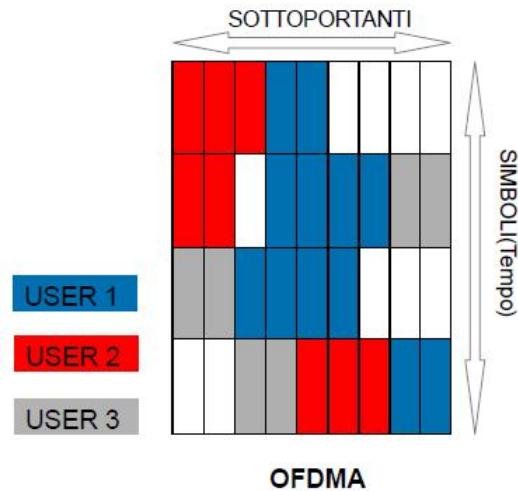 SOTTOPORTANTI
SIMBOLI(Tempo)
USER 1
USER 2
USER 3
OFDMA